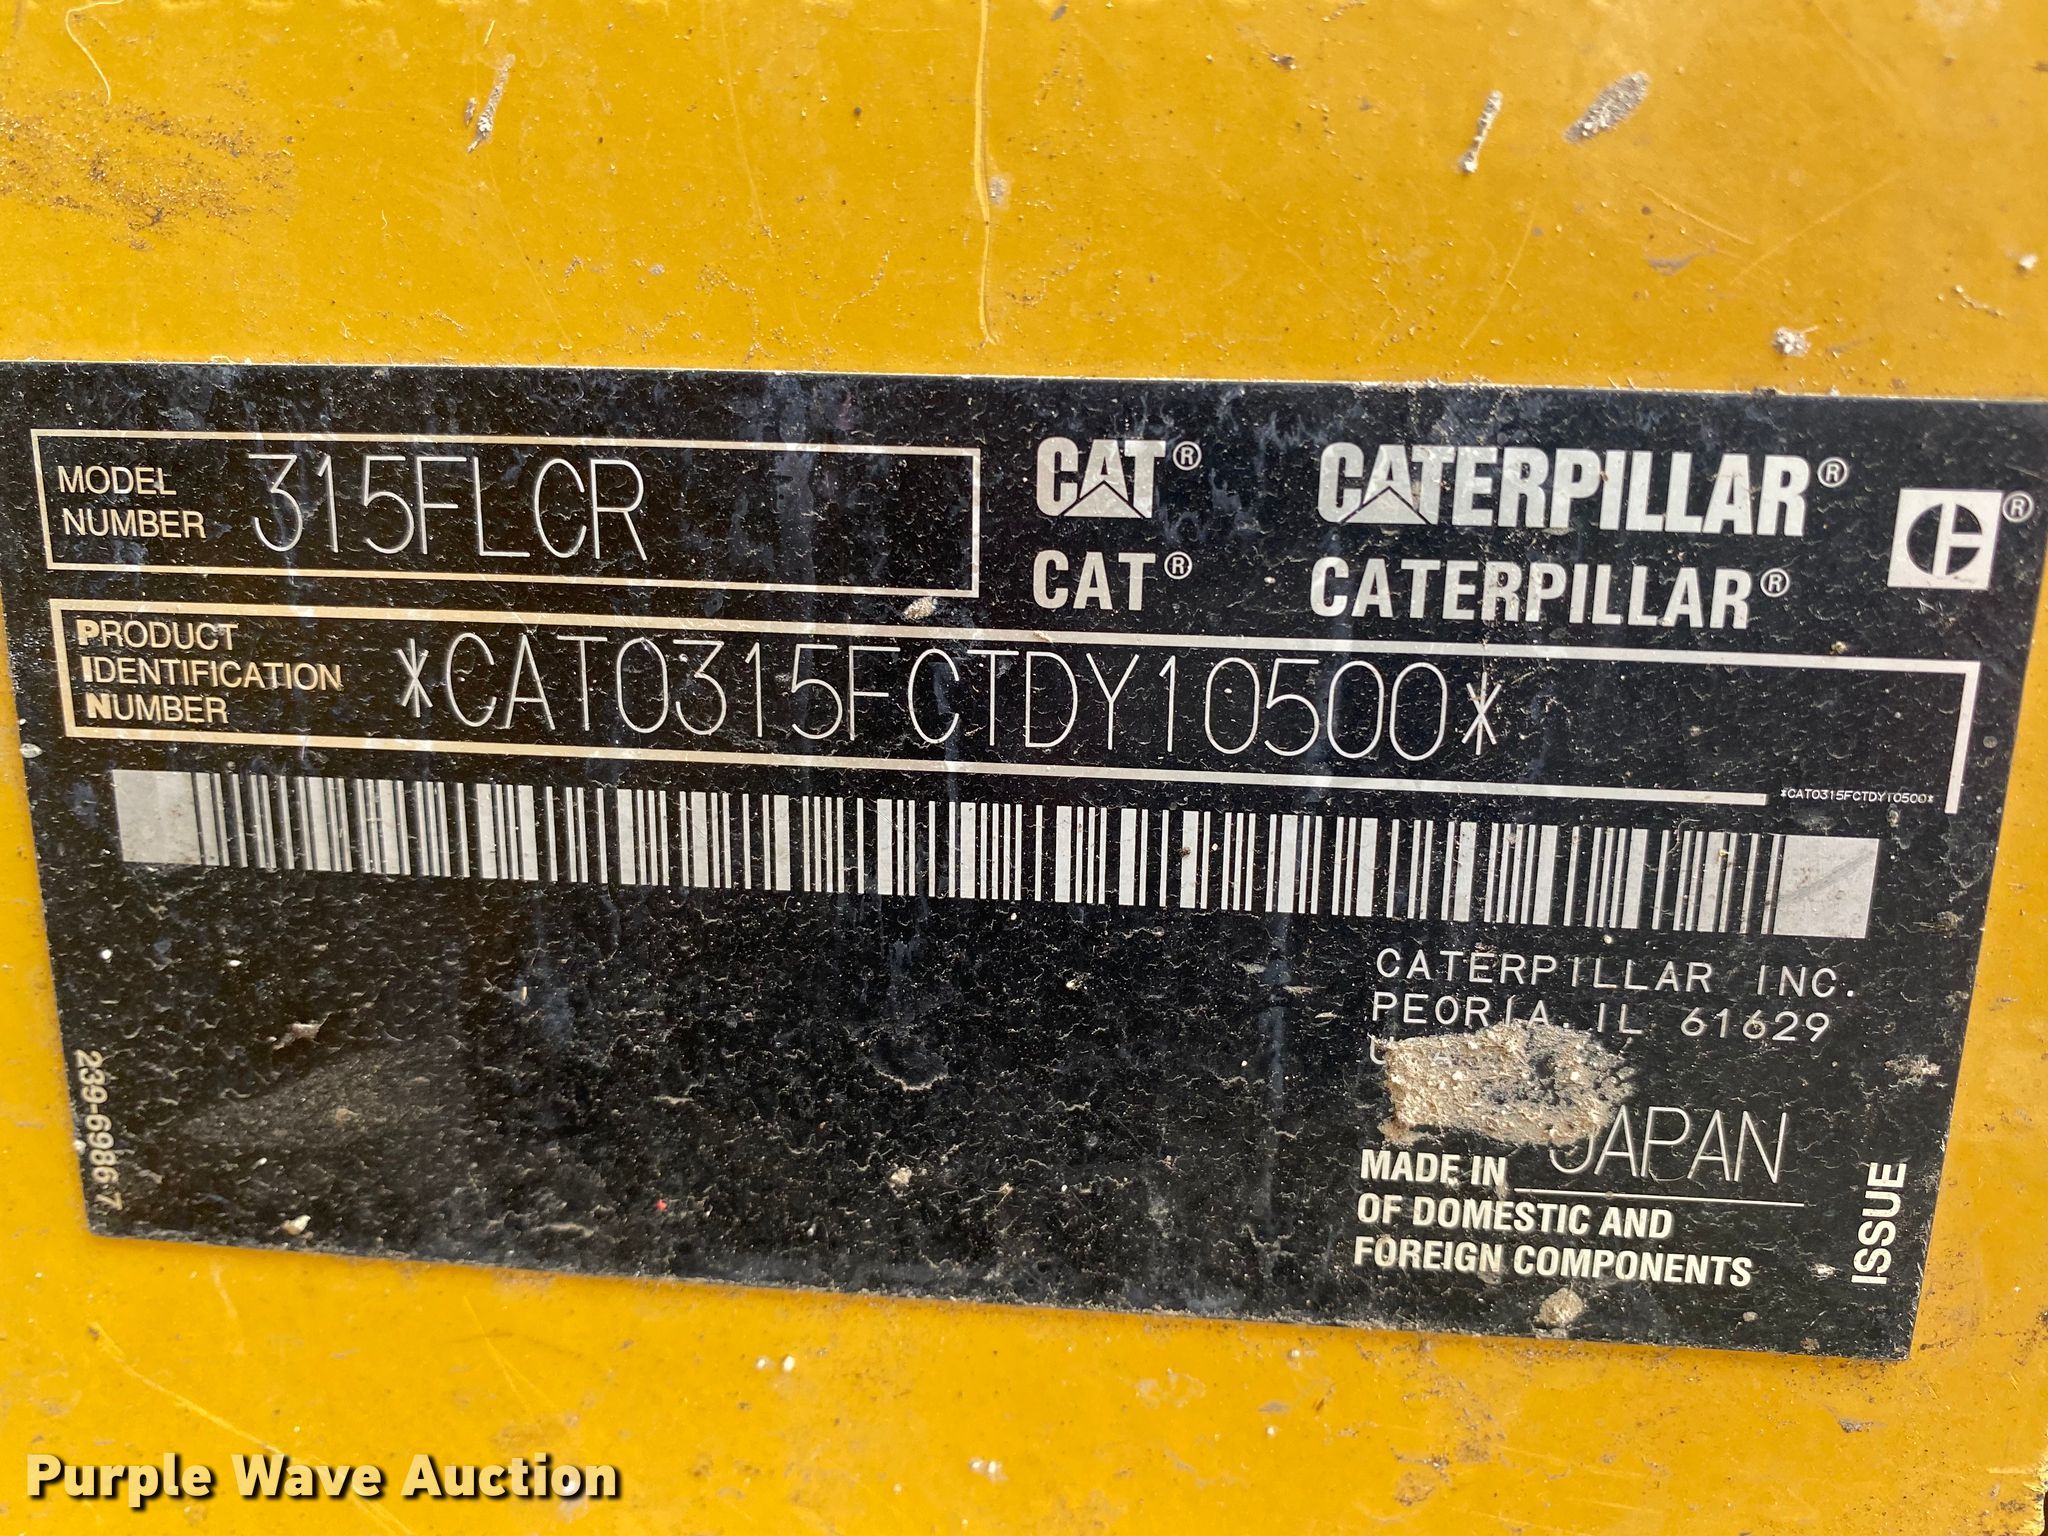 MODEL NUMBER 315FLCR
CAT® CATERPILLAR®
CAT® CATERPILLAR®
PRODUCT IDENTIFICATION NUMBER *CAT0315FCTDY10500*
*CAT0315FCTDY10500*
CATERPILLAR INC.
PEORIA, IL 61629
MADE IN JAPAN
OF DOMESTIC AND
FOREIGN COMPONENTS
ISSUE
239-6986 7
Purple Wave Auction